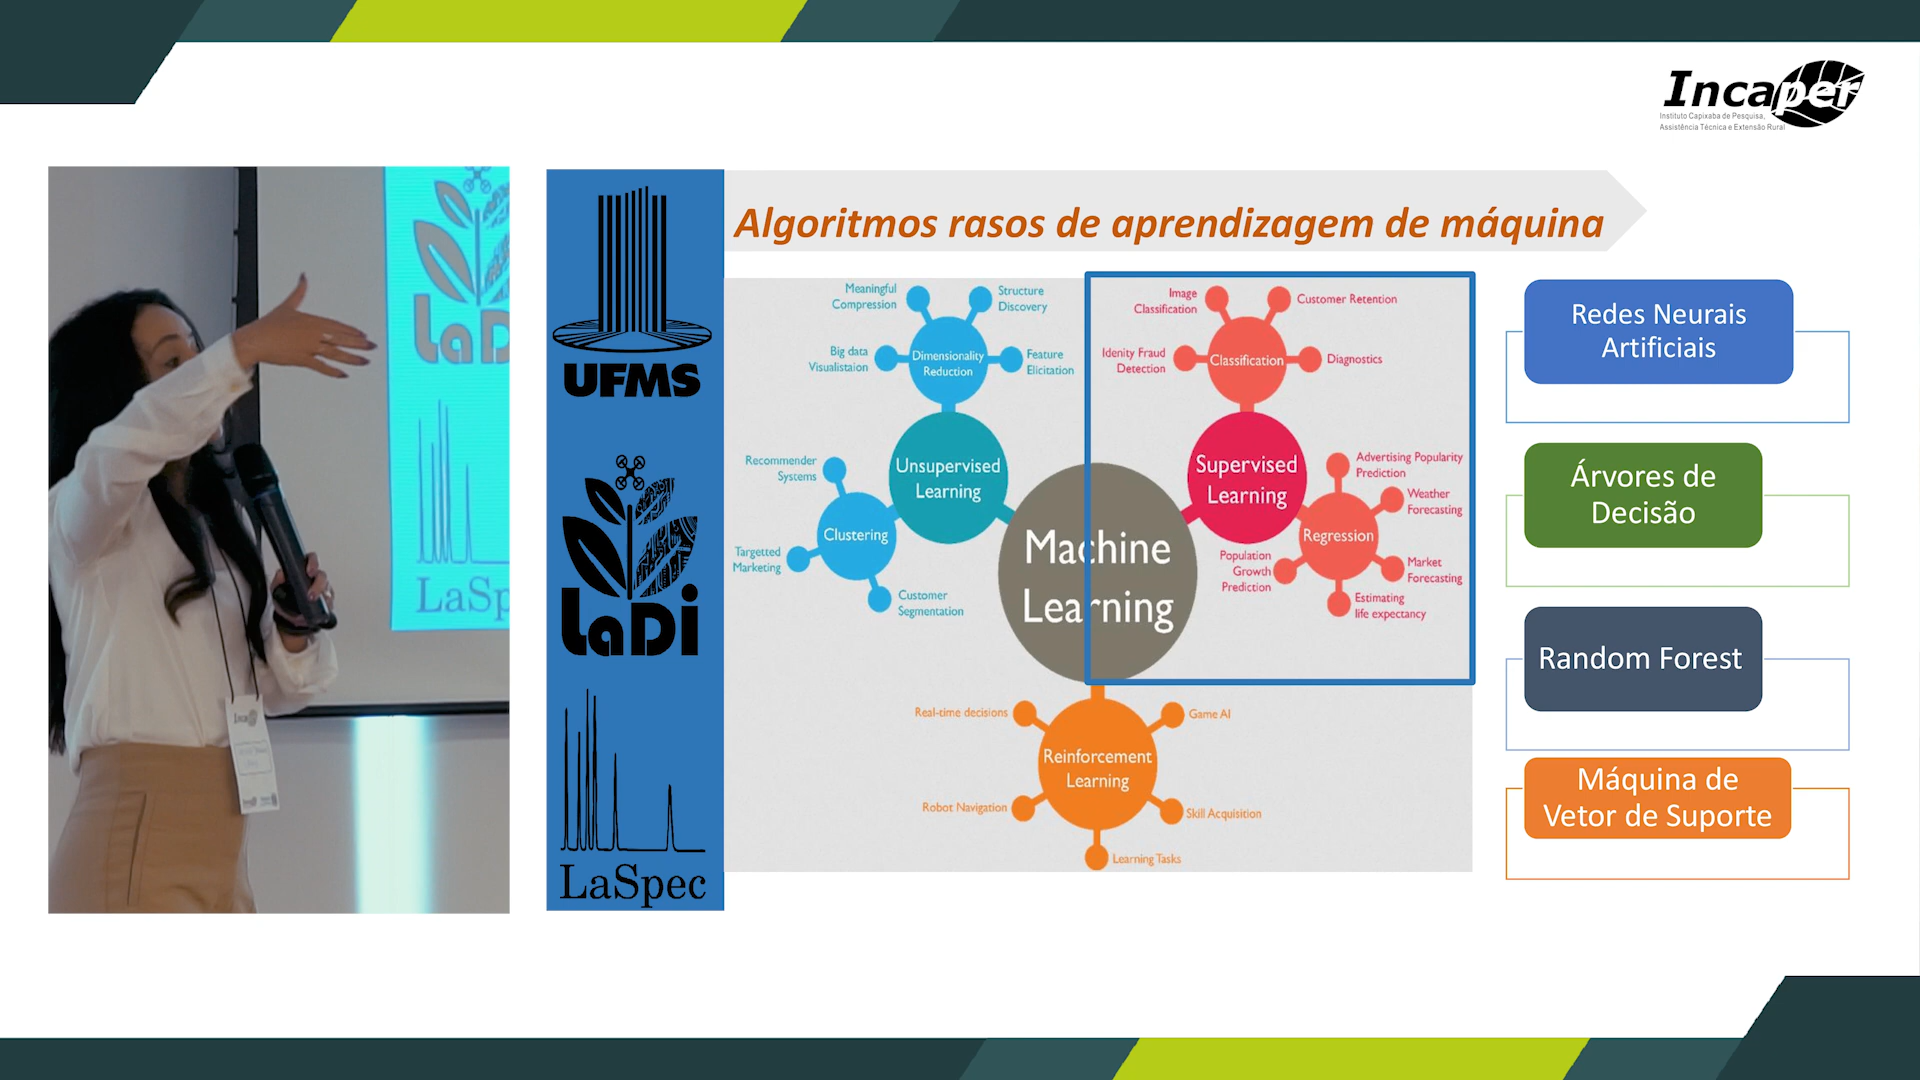 Incaper
Instituto Capixaba de Pesquisa,
Assistência Técnica e Extensão Rural
LaD
LaSp
UFMS
LaDi
LaSpec
Algoritmos rasos de aprendizagem de máquina
Meaningful
Compression
Structure
Discovery
Big data
Visualistaion
Dimensionality
Reduction
Feature
Elicitation
Unsupervised
Learning
Recommender
Systems
Clustering
Targetted
Marketing
Customer
Segmentation
Machine
Learning
Image
Classification
Customer Retention
Idenity Fraud
Detection
Classification
Diagnostics
Supervised
Learning
Advertising Popularity
Prediction
Weather
Forecasting
Regression
Population
Growth
Prediction
Market
Forecasting
Estimating
life expectancy
Real-time decisions
Game AI
Reinforcement
Learning
Robot Navigation
Skill Acquisition
Learning Tasks
Redes Neurais
Artificiais
Árvores de
Decisão
Random Forest
Máquina de
Vetor de Suporte